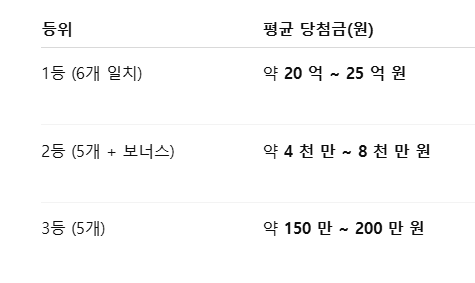 등위 평균 당첨금(원)
1등 (6개 일치) 약 20 억 ~ 25 억 원
2등 (5개 + 보너스) 약 4 천 만 ~ 8 천 만 원
3등 (5개) 약 150 만 ~ 200 만 원